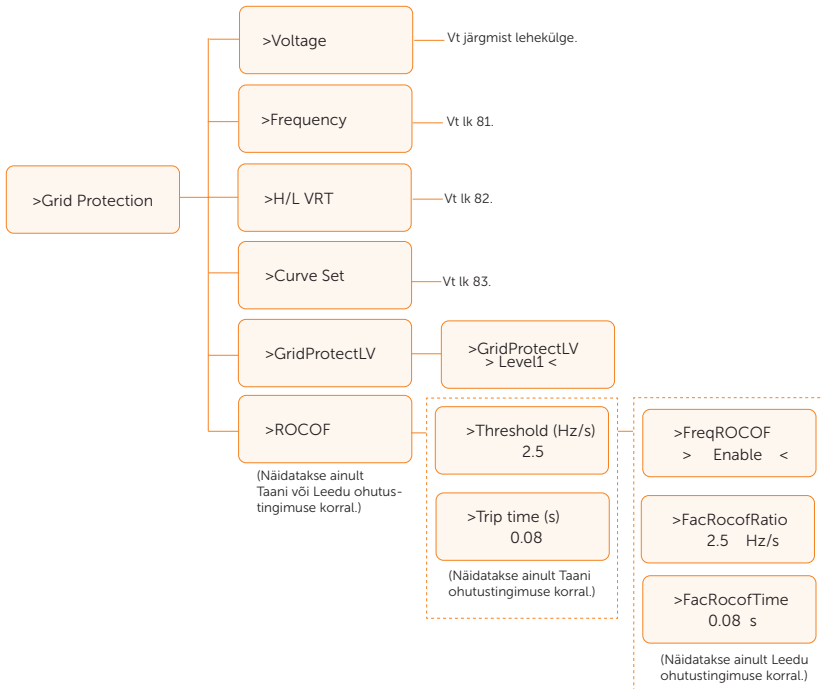 >Voltage
Vt järgmist lehekülge.
>Frequency
Vt lk 81.
>Grid Protection
>H/L VRT
Vt lk 82.
>Curve Set
Vt lk 83.
>GridProtectLV
>GridProtectLV
> Level1 <
>ROCOF
(Näidatakse ainult
Taani või Leedu ohutus-
tingimuse korral.)
>Threshold (Hz/s)
2.5
>Trip time (s)
0.08
(Näidatakse ainult Taani
ohutustingimuse korral.)
>FreqROCOF
> Enable <
>FacRocofRatio
2.5 Hz/s
>FacRocofTime
0.08 s
(Näidatakse ainult Leedu
ohutustingimuse korral.)